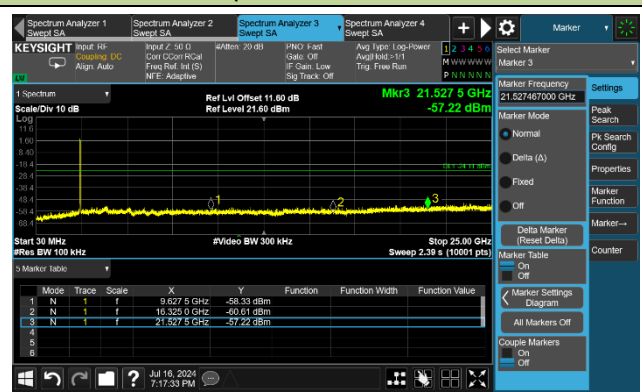 Spectrum Analyzer 1
Swept SA
Spectrum Analyzer 2
Swept SA
Spectrum Analyzer 3
Swept SA
Spectrum Analyzer 4
Swept SA
Marker
KEYSIGHT
Input: RF
Coupling: DC
Align: Auto
Input Z: 50 Ω
Corr CCorr RCal
Freq Ref: Int (S)
NFE: Adaptive
#Atten: 20 dB
PNO: Fast
Gate: Off
IF Gain: Low
Sig Track: Off
Avg Type: Log-Power
Avg|Hold:>1/1
Trig: Free Run
1 2 3 4 5 6
M W W W W W
P N N N N N
Select Marker
Marker 3
1 Spectrum
Scale/Div 10 dB
Ref Lvl Offset 11.60 dB
Ref Level 21.60 dBm
Mkr3 21.527 5 GHz
-57.22 dBm
Log
11.6
1.60
-8.40
-18.4
-28.4
-38.4
-48.4
-58.4
-68.4
1
2
3
Start 30 MHz
#Res BW 100 kHz
#Video BW 300 kHz
Stop 25.00 GHz
Sweep 2.39 s (10001 pts)
5 Marker Table
Mode Trace Scale X Y Function Function Width Function Value
1 N 1 f 9.627 5 GHz -58.33 dBm
2 N 1 f 16.325 0 GHz -60.61 dBm
3 N 1 f 21.527 5 GHz -57.22 dBm
4
5
6
Marker Frequency
21.527467000 GHz
Marker Mode
Normal
Delta (Δ)
Fixed
Off
Delta Marker
(Reset Delta)
Marker Table
On
Off
Marker Settings
Diagram
All Markers Off
Couple Markers
On
Off
Settings
Peak
Search
Pk Search
Config
Properties
Marker
Function
Marker→
Counter
Jul 16, 2024
7:17:33 PM